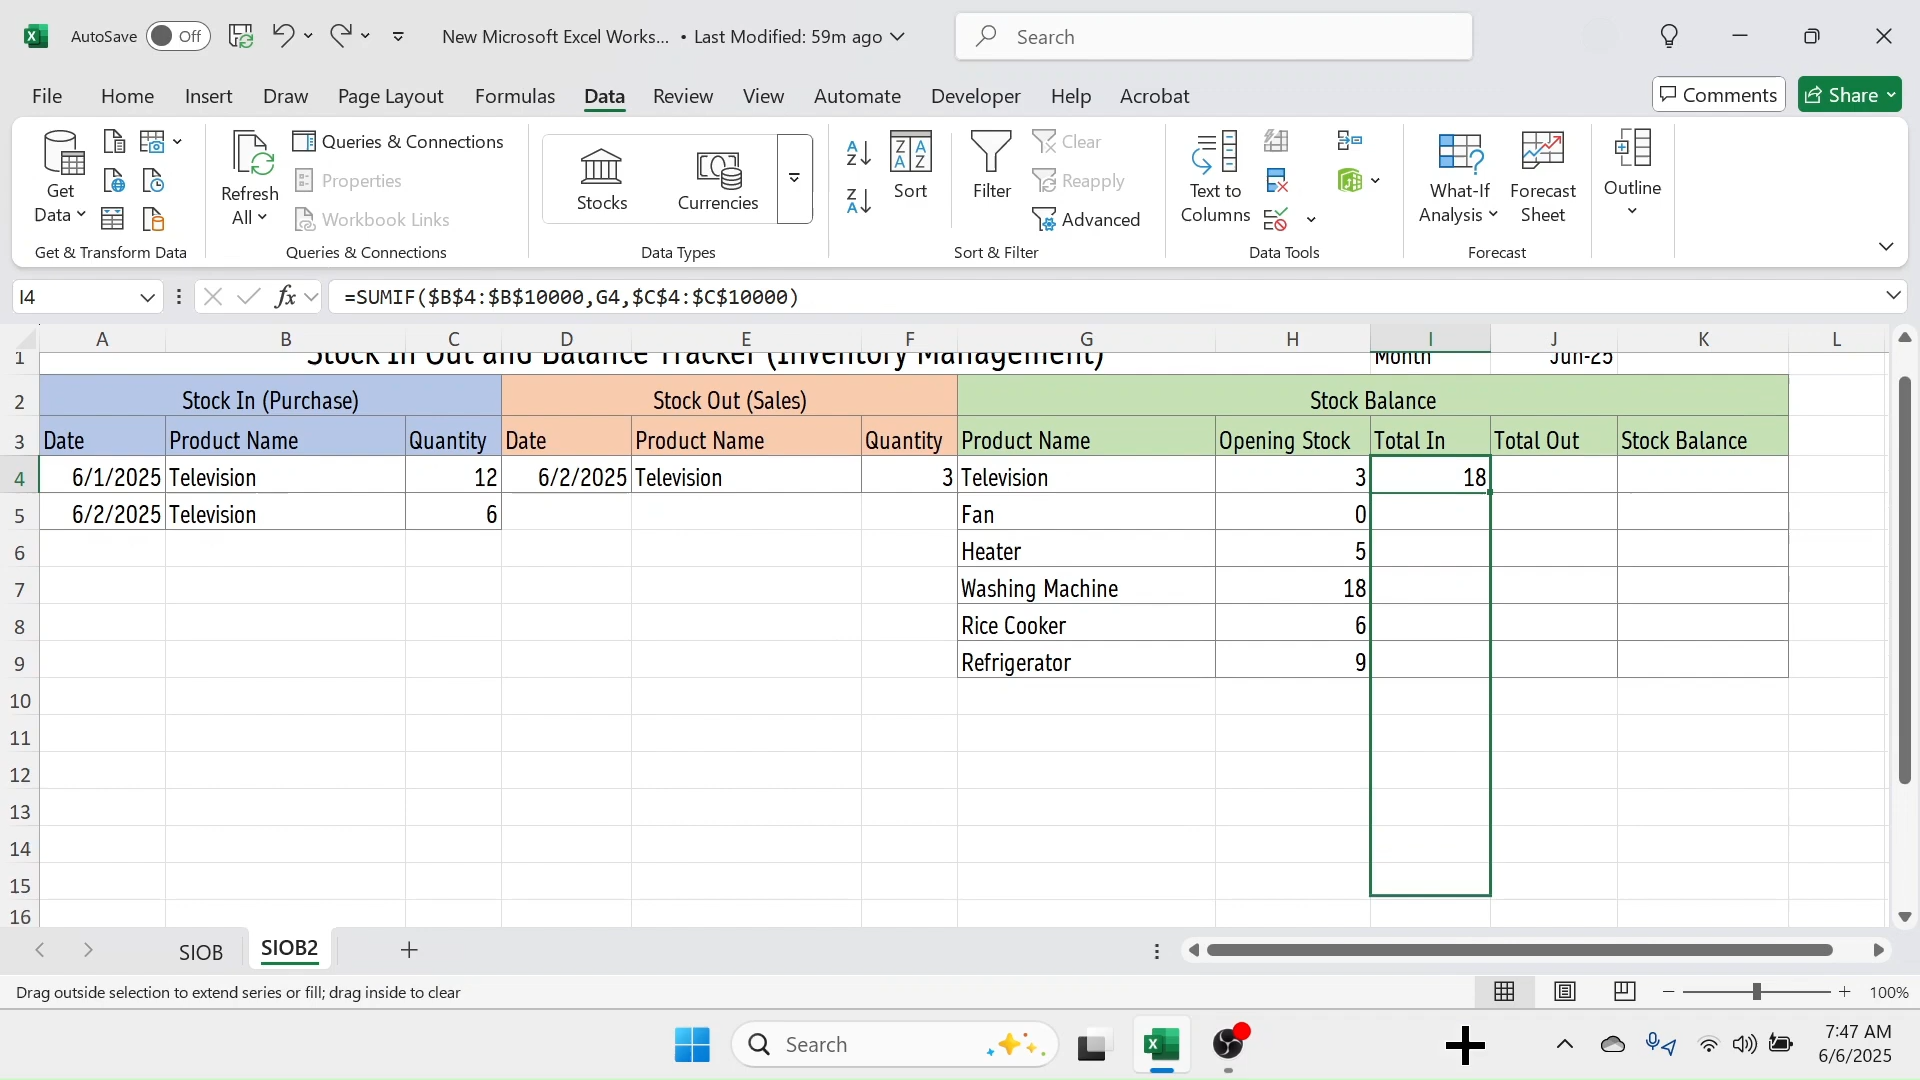 AutoSave Off New Microsoft Excel Works... • Last Modified: 59m ago Search
File Home Insert Draw Page Layout Formulas Data Review View Automate Developer Help Acrobat Comments Share
Get Data
Refresh All
Queries & Connections
Properties
Workbook Links
Stocks
Currencies
Sort
Filter
Clear
Reapply
Advanced
Text to Columns
What-If Analysis
Forecast Sheet
Outline
Get & Transform Data Queries & Connections Data Types Sort & Filter Data Tools Forecast
I4 fx =SUMIF($B$4:$B$10000,G4,$C$4:$C$10000)
A B C D E F G H I J K L
1 Stock In Out and Balance Tracker (Inventory Management) Month Jun-25
2 Stock In (Purchase) Stock Out (Sales) Stock Balance
3 Date Product Name Quantity Date Product Name Quantity Product Name Opening Stock Total In Total Out Stock Balance
4 6/1/2025 Television 12 6/2/2025 Television 3 Television 3 18
5 6/2/2025 Television 6 Fan 0
6 Heater 5
7 Washing Machine 18
8 Rice Cooker 6
9 Refrigerator 9
10
11
12
13
14
15
16
SIOB SIOB2
Drag outside selection to extend series or fill; drag inside to clear 100%
Search 7:47 AM
6/6/2025